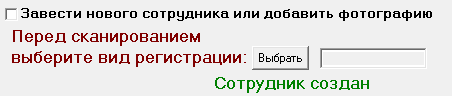 Завести нового сотрудника или добавить фотографию
Перед сканированием
выберите вид регистрации: Выбрать
Сотрудник создан